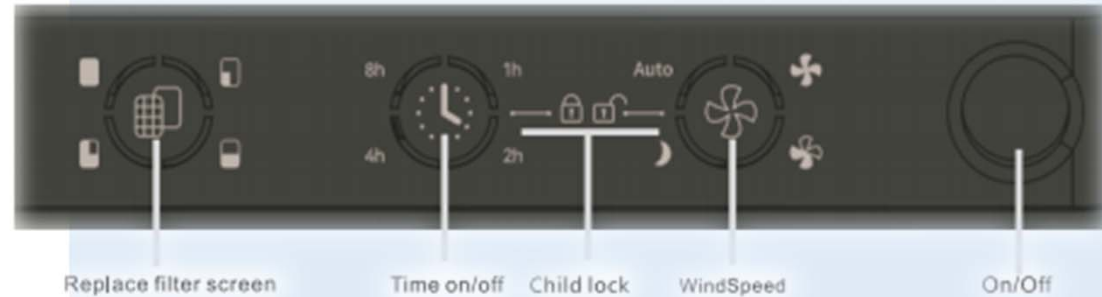 8h 1h Auto
4h 2h
Replace filter screen Time on/off Child lock WindSpeed On/Off